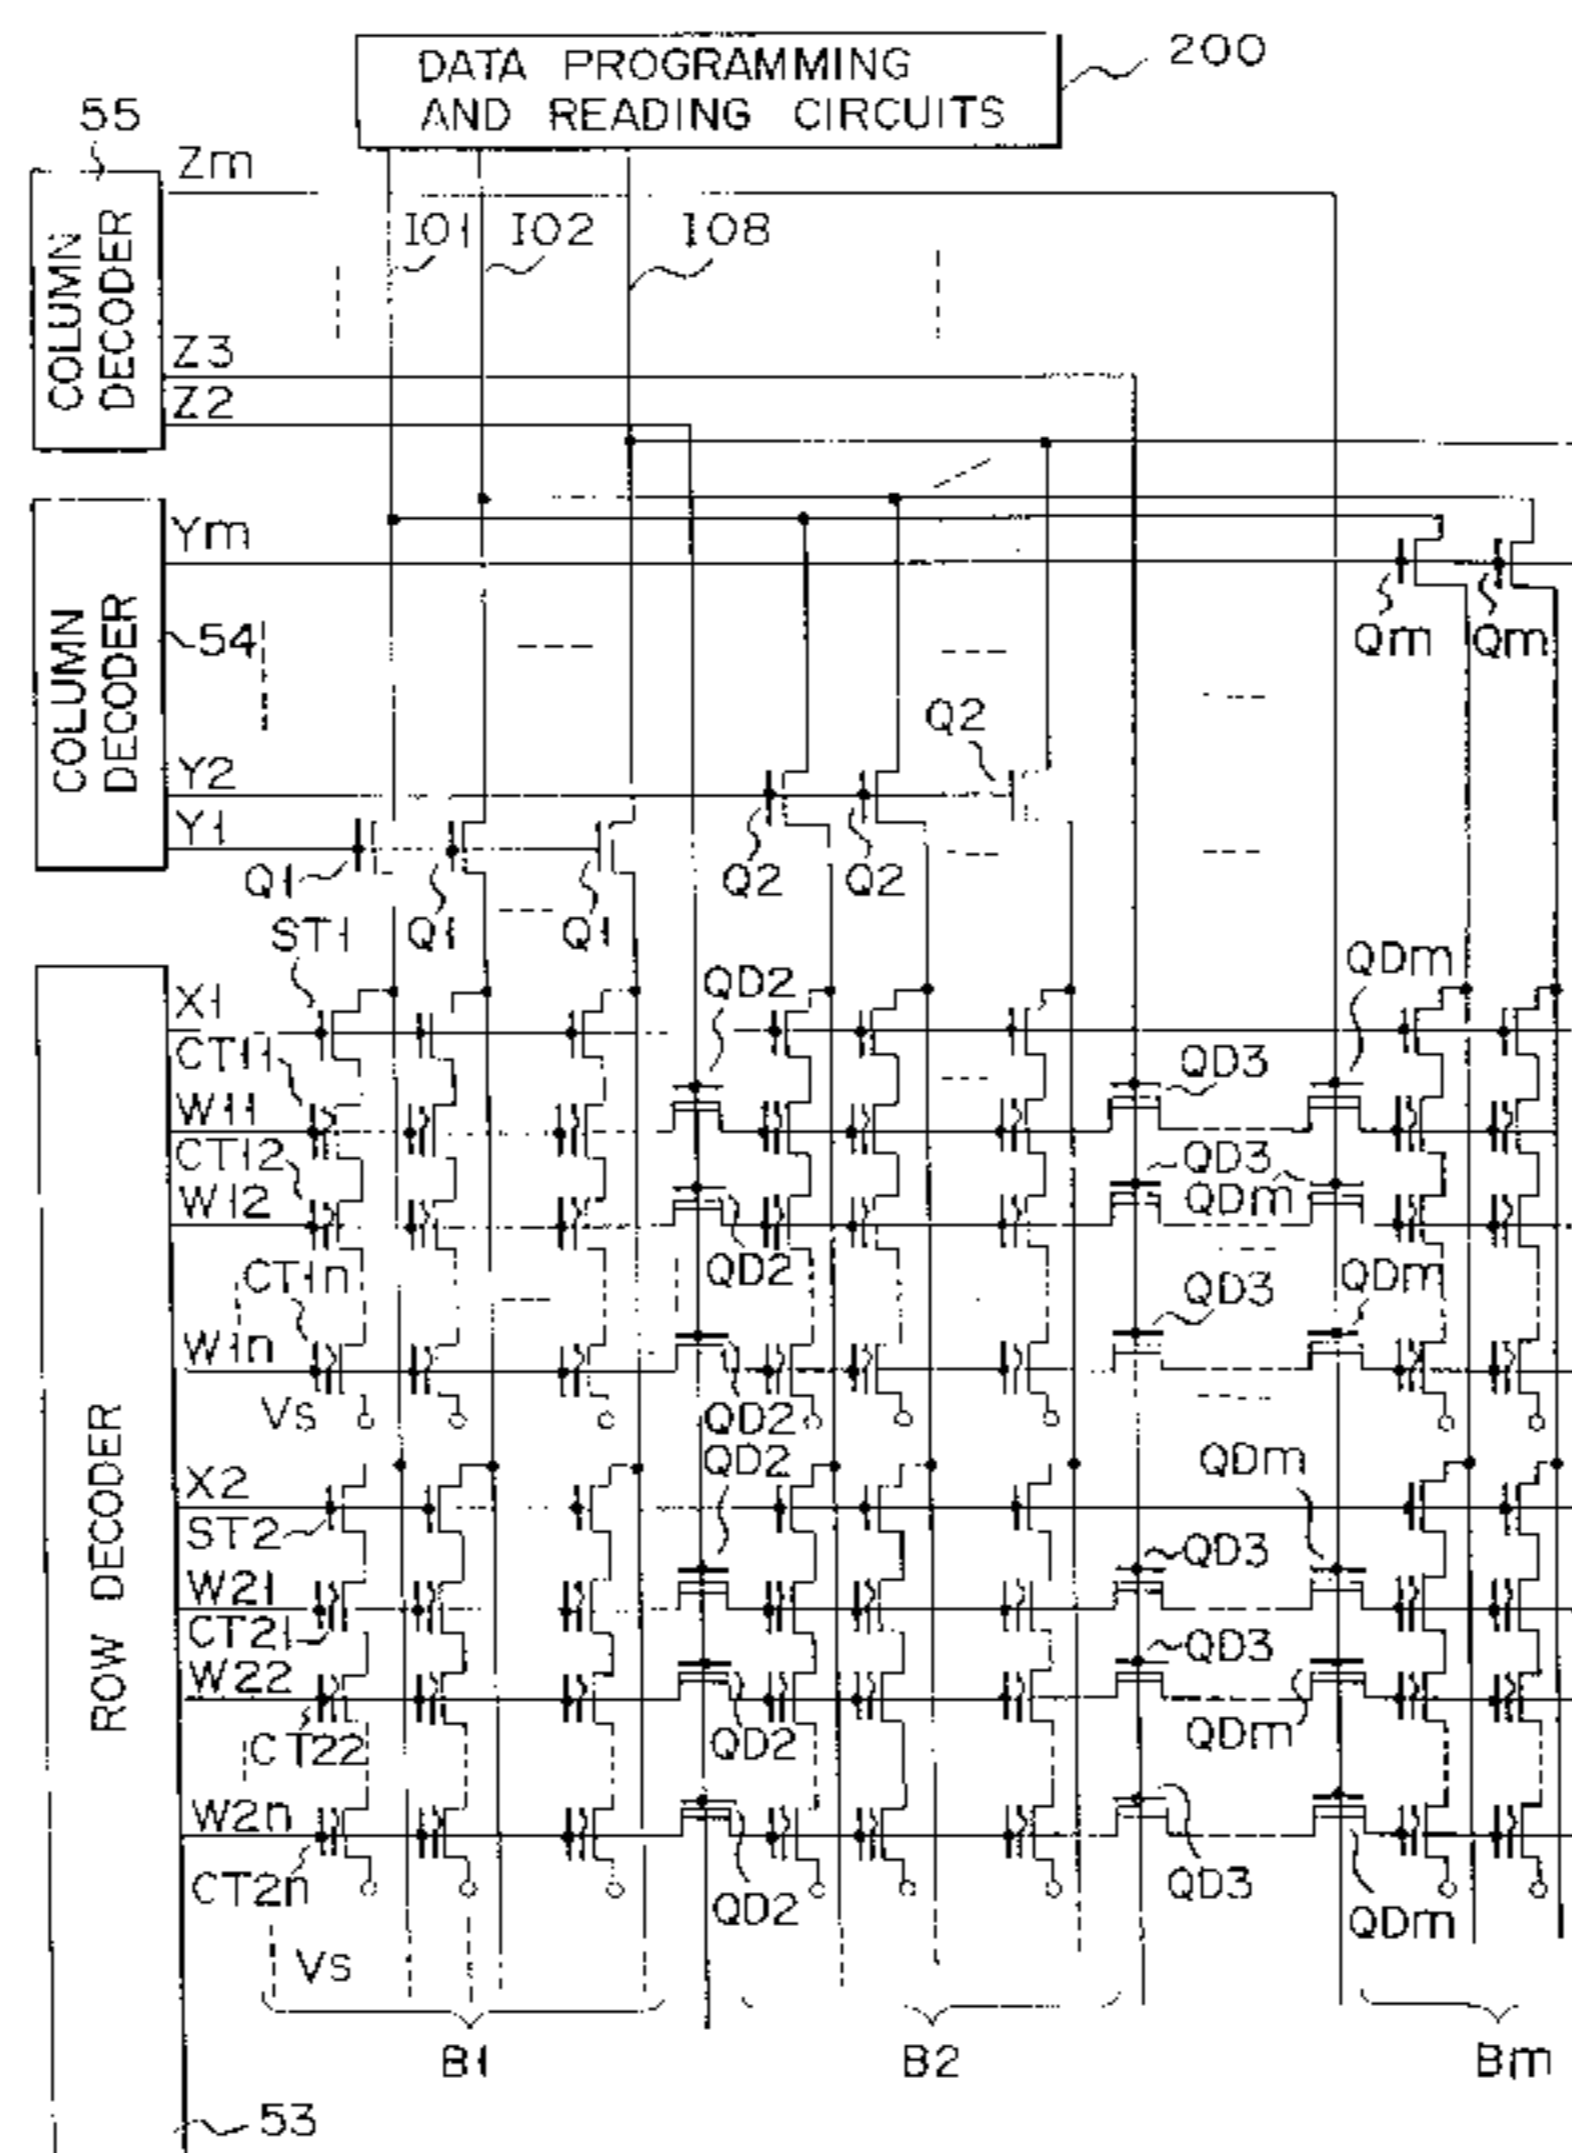 DATA PROGRAMMING
AND READING CIRCUITS
200
55
Zm
IO1 IO2 IO8
COLUMN
DECODER
Z3
Z2
Ym
Qm Qm
COLUMN
DECODER
54
Q2
Y2
Y1
Q1 Q1 Q1 Q2 Q2
ST1
X1
QD2
QDm
CT11
QD3
W11
CT12
QD3
W12
QDm
QD2
CT1n
QD3
QDm
W1n
Vs
QD2
ROW DECODER
QD2
QDm
X2
ST2
QD3
W21
CT21
QD3
W22
CT22
QD2
QDm
W2n
CT2n
QD2
QD3
QDm
Vs
B1 B2 Bm
53